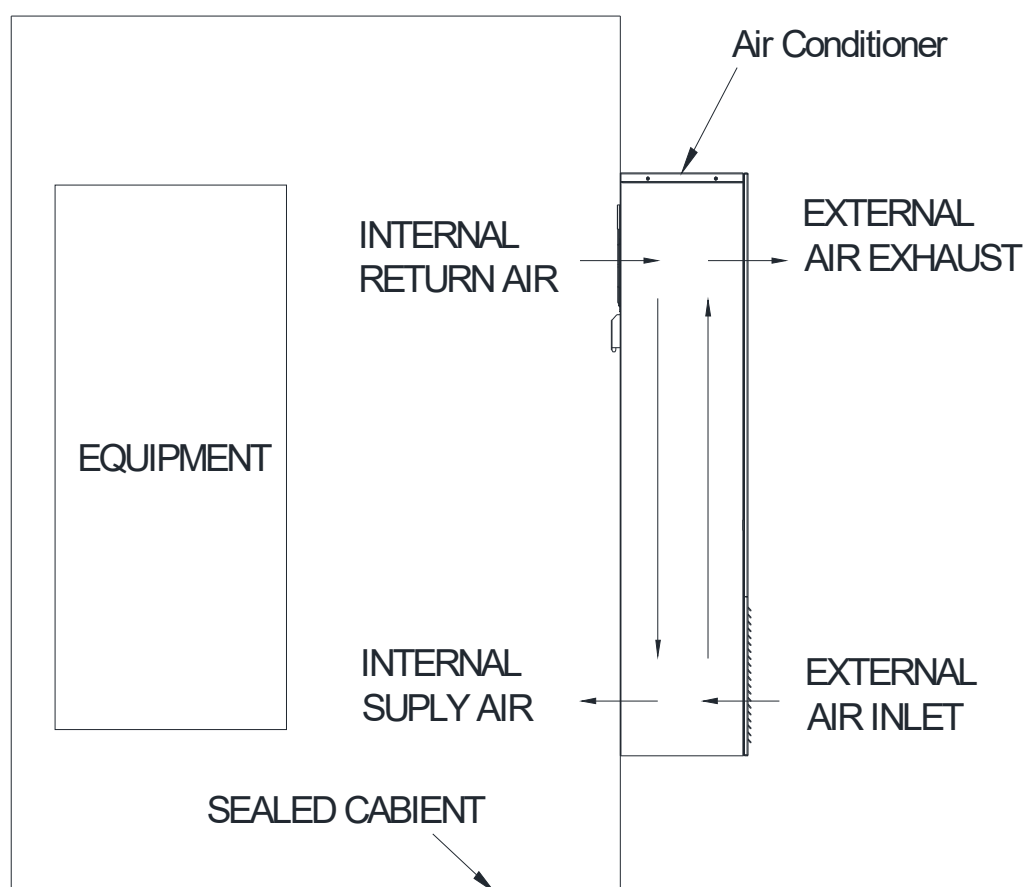 Air Conditioner
INTERNAL
RETURN AIR
EXTERNAL
AIR EXHAUST
EQUIPMENT
INTERNAL
SUPLY AIR
EXTERNAL
AIR INLET
SEALED CABIENT